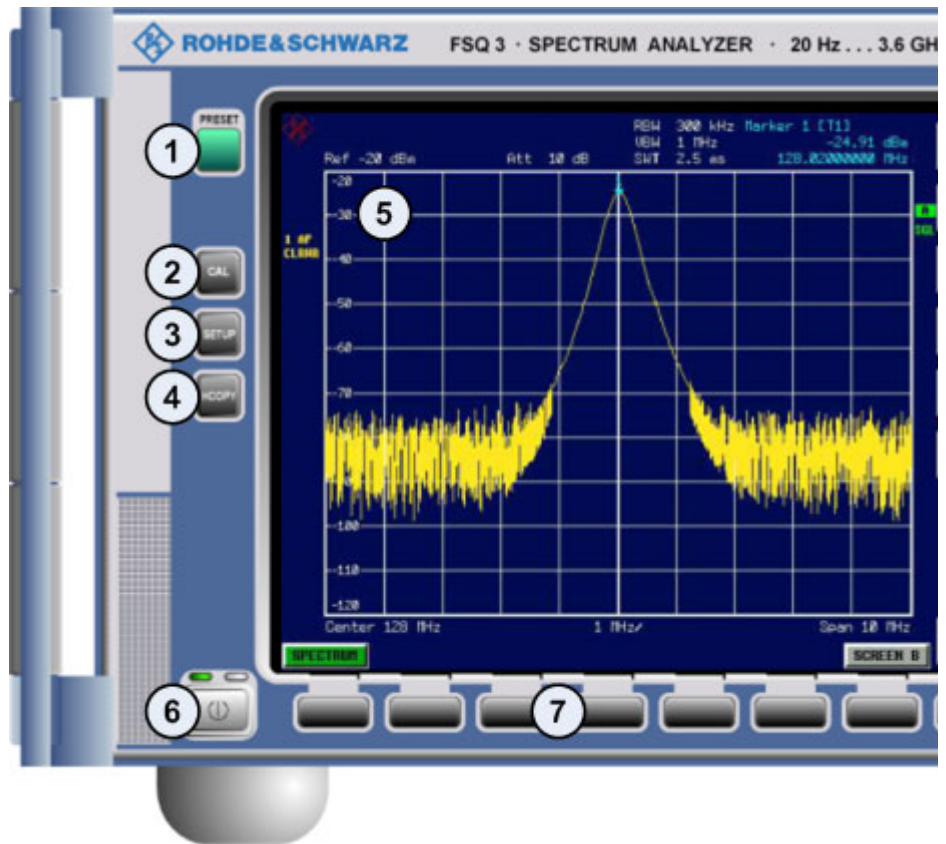 ROHDE&SCHWARZ FSQ 3 · SPECTRUM ANALYZER · 20 Hz . . . 3.6 GH
PRESET
1
RBW 300 kHz Marker 1 [T1]
VBW 1 MHz -24.91 dBm
Ref -20 dBm Att 10 dB SWT 2.5 ms 128.02000000 MHz
-20
5
-30
A
SGL
1 AP
CLRWR
-40
2
CAL
-50
3
SETUP
-60
4
HCOPY
-70
-100
-110
-120
Center 128 MHz 1 MHz/ Span 10 MHz
SPECTRUM SCREEN B
6
7